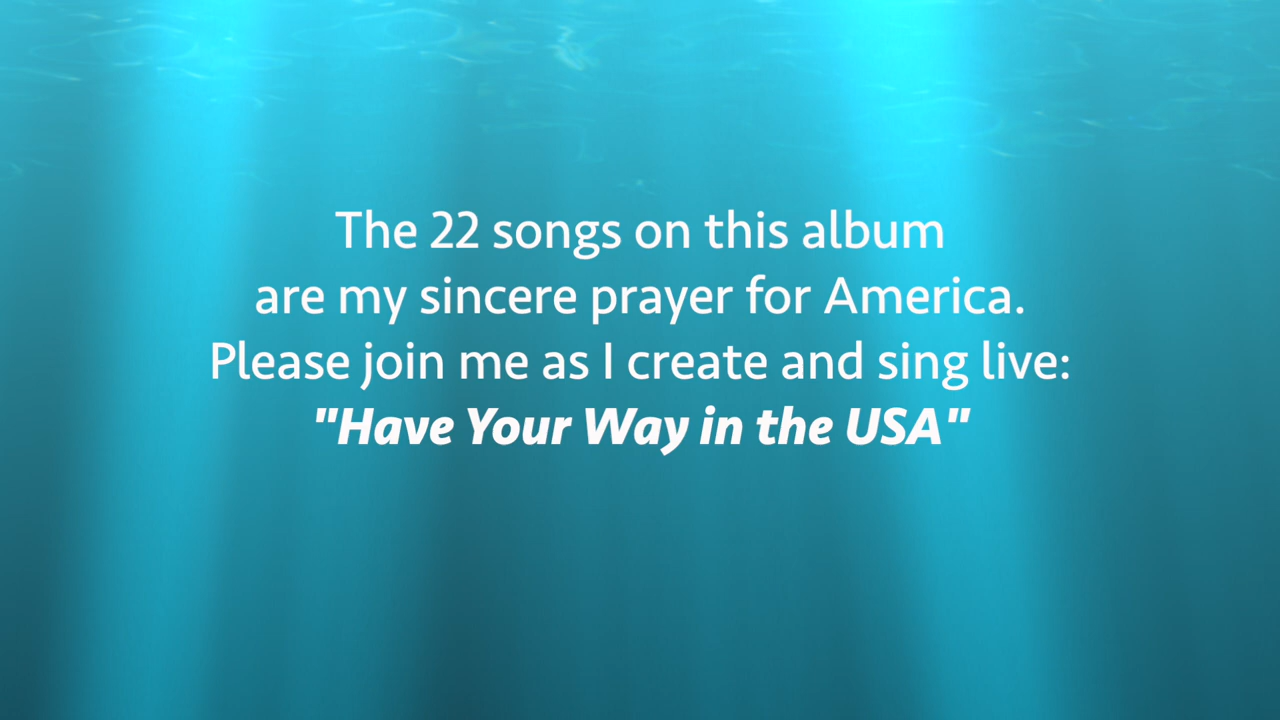 The 22 songs on this album
are my sincere prayer for America.
Please join me as I create and sing live:
"Have Your Way in the USA"